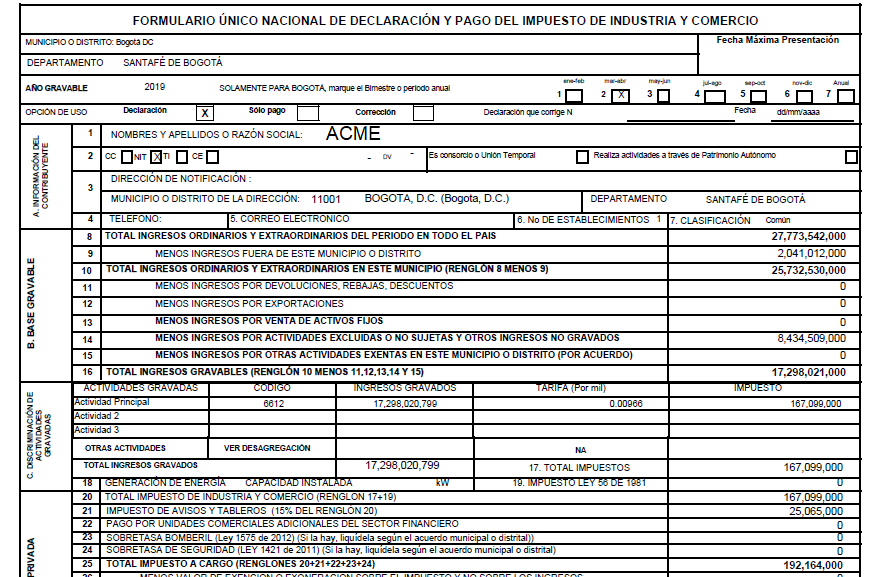 FORMULARIO ÚNICO NACIONAL DE DECLARACIÓN Y PAGO DEL IMPUESTO DE INDUSTRIA Y COMERCIO
MUNICIPIO O DISTRITO: Bogotá DC
Fecha Máxima Presentación
DEPARTAMENTO SANTAFÉ DE BOGOTÁ
AÑO GRAVABLE 2019 SOLAMENTE PARA BOGOTÁ, marque el Bimestre o periodo anual
ene-feb mar-abr may-jun jul-ago sep-oct nov-dic Anual
1 2 X 3 4 5 6 7
OPCIÓN DE USO Declaración X Sólo pago Corrección Declaración que corrige N Fecha dd/mm/aaaa
A. INFORMACIÓN DEL CONTRIBUYENTE
1 NOMBRES Y APELLIDOS O RAZÓN SOCIAL: ACME
2 CC NIT X TI CE - DV - Es consorcio o Unión Temporal Realiza actividades a través de Patrimonio Autónomo
3 DIRECCIÓN DE NOTIFICACIÓN :
MUNICIPIO O DISTRITO DE LA DIRECCIÓN: 11001 BOGOTA, D.C. (Bogota, D.C.) DEPARTAMENTO SANTAFÉ DE BOGOTÁ
4 TELEFONO: 5. CORREO ELECTRONICO 6. No DE ESTABLECIMIENTOS 1 7. CLASIFICACIÓN Común
B. BASE GRAVABLE
8 TOTAL INGRESOS ORDINARIOS Y EXTRAORDINARIOS DEL PERIODO EN TODO EL PAIS 27,773,542,000
9 MENOS INGRESOS FUERA DE ESTE MUNICIPIO O DISTRITO 2,041,012,000
10 TOTAL INGRESOS ORDINARIOS Y EXTRAORDINARIOS EN ESTE MUNICIPIO (RENGLÓN 8 MENOS 9) 25,732,530,000
11 MENOS INGRESOS POR DEVOLUCIONES, REBAJAS, DESCUENTOS 0
12 MENOS INGRESOS POR EXPORTACIONES 0
13 MENOS INGRESOS POR VENTA DE ACTIVOS FIJOS 0
14 MENOS INGRESOS POR ACTIVIDADES EXCLUIDAS O NO SUJETAS Y OTROS INGRESOS NO GRAVADOS 8,434,509,000
15 MENOS INGRESOS POR OTRAS ACTIVIDADES EXENTAS EN ESTE MUNICIPIO O DISTRITO (POR ACUERDO) 0
16 TOTAL INGRESOS GRAVABLES (RENGLÓN 10 MENOS 11,12,13,14 Y 15) 17,298,021,000
C. DISCRIMINACIÓN DE ACTIVIDADES GRAVADAS
ACTIVIDADES GRAVADAS CODIGO INGRESOS GRAVADOS TARIFA (Por mil) IMPUESTO
Actividad Principal 6612 17,298,020,799 0.00966 167,099,000
Actividad 2
Actividad 3
OTRAS ACTIVIDADES VER DESAGREGACIÓN NA
TOTAL INGRESOS GRAVADOS 17,298,020,799 17. TOTAL IMPUESTOS 167,099,000
18 GENERACIÓN DE ENERGÍA CAPACIDAD INSTALADA kW 19. IMPUESTO LEY 56 DE 1981 0
PRIVADA
20 TOTAL IMPUESTO DE INDUSTRIA Y COMERCIO (RENGLON 17+19) 167,099,000
21 IMPUESTO DE AVISOS Y TABLEROS (15% DEL RENGLÓN 20) 25,065,000
22 PAGO POR UNIDADES COMERCIALES ADICIONALES DEL SECTOR FINANCIERO 0
23 SOBRETASA BOMBERIL (Ley 1575 de 2012) (Si la hay, liquídela según el acuerdo municipal o distrital)) 0
24 SOBRETASA DE SEGURIDAD (LEY 1421 de 2011) (Si la hay, liquídela según el acuerdo municipal o distrital) 0
25 TOTAL IMPUESTO A CARGO (RENGLONES 20+21+22+23+24) 192,164,000